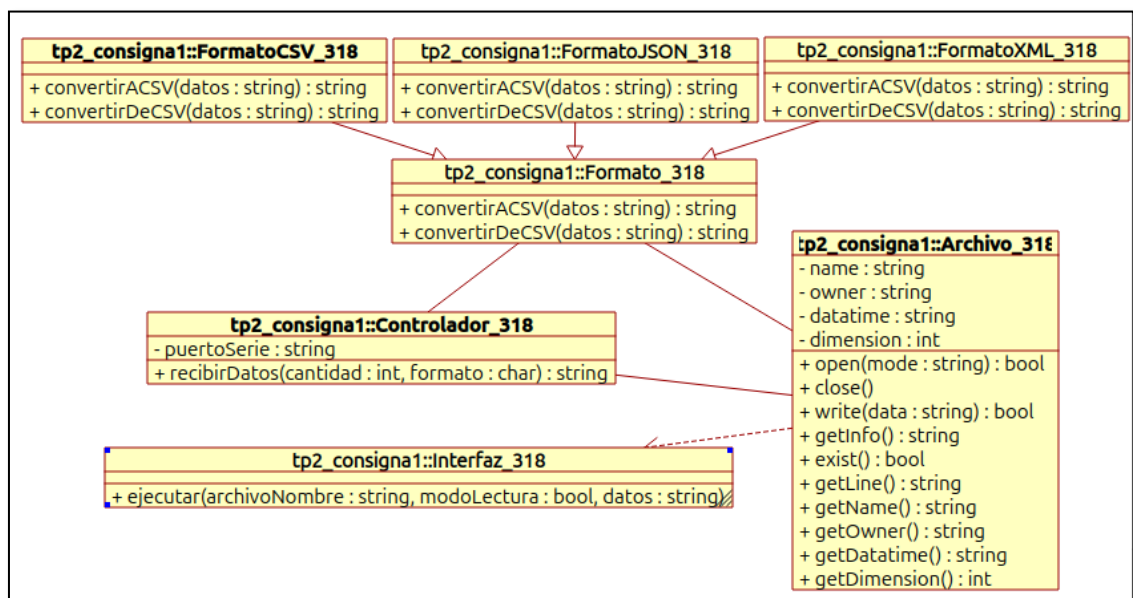 tp2_consigna1::FormatoCSV_318
+ convertirACSV(datos : string) : string
+ convertirDeCSV(datos : string) : string
tp2_consigna1::FormatoJSON_318
+ convertirACSV(datos : string) : string
+ convertirDeCSV(datos : string) : string
tp2_consigna1::FormatoXML_318
+ convertirACSV(datos : string) : string
+ convertirDeCSV(datos : string) : string
tp2_consigna1::Formato_318
+ convertirACSV(datos : string) : string
+ convertirDeCSV(datos : string) : string
tp2_consigna1::Archivo_318
- name : string
- owner : string
- datatime : string
- dimension : int
+ open(mode : string) : bool
+ close()
+ write(data : string) : bool
+ getInfo() : string
+ exist() : bool
+ getLine() : string
+ getName() : string
+ getOwner() : string
+ getDatatime() : string
+ getDimension() : int
tp2_consigna1::Controlador_318
- puertoSerie : string
+ recibirDatos(cantidad : int, formato : char) : string
tp2_consigna1::Interfaz_318
+ ejecutar(archivoNombre : string, modoLectura : bool, datos : string)